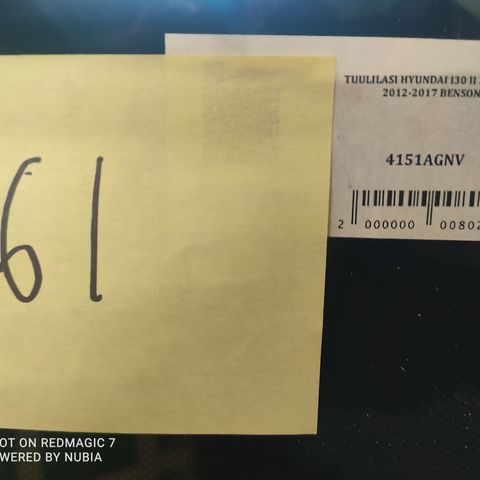 61
TUULILASI HYUNDAI I30 II
2012-2017 BENSON
4151AGNV
2 000000 00802
OT ON REDMAGIC 7
WERED BY NUBIA